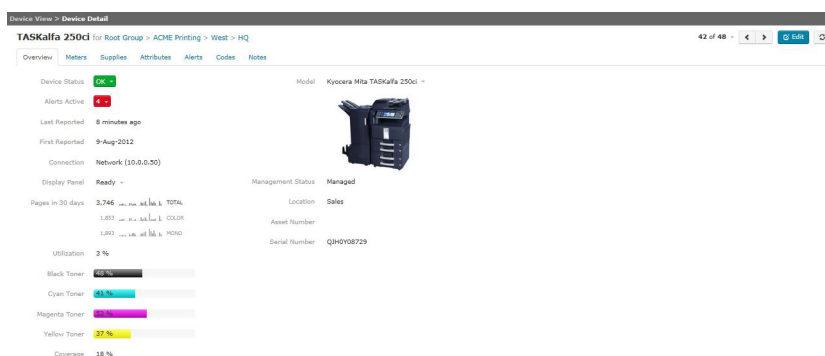 Device View > Device Detail
TASKalfa 250ci for Root Group > ACME Printing > West > HQ
42 of 48
Edit
Overview Meters Supplies Attributes Alerts Codes Notes
Device Status OK
Model Kyocera Mita TASKalfa 250ci
Alerts Active 4
Last Reported 8 minutes ago
First Reported 9-Aug-2012
Connection Network (10.0.0.50)
Display Panel Ready
Management Status Managed
Pages in 30 days 3,746 TOTAL
Location Sales
1,853 COLOR
Asset Number
1,893 MONO
Serial Number QJH0Y08729
Utilization 3 %
Black Toner 48 %
Cyan Toner 41 %
Magenta Toner 53 %
Yellow Toner 37 %
Coverage 18 %